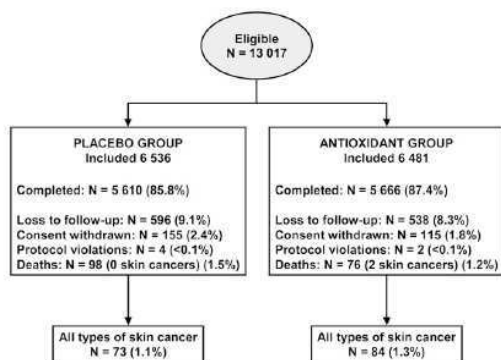 Eligible
N = 13 017
PLACEBO GROUP
Included 6 536
Completed: N = 5 610 (85.8%)
Loss to follow-up: N = 596 (9.1%)
Consent withdrawn: N = 155 (2.4%)
Protocol violations: N = 4 (<0.1%)
Deaths: N = 98 (0 skin cancers) (1.5%)
ANTIOXIDANT GROUP
Included 6 481
Completed: N = 5 666 (87.4%)
Loss to follow-up: N = 538 (8.3%)
Consent withdrawn: N = 115 (1.8%)
Protocol violations: N = 2 (<0.1%)
Deaths: N = 76 (2 skin cancers) (1.2%)
All types of skin cancer
N = 73 (1.1%)
All types of skin cancer
N = 84 (1.3%)